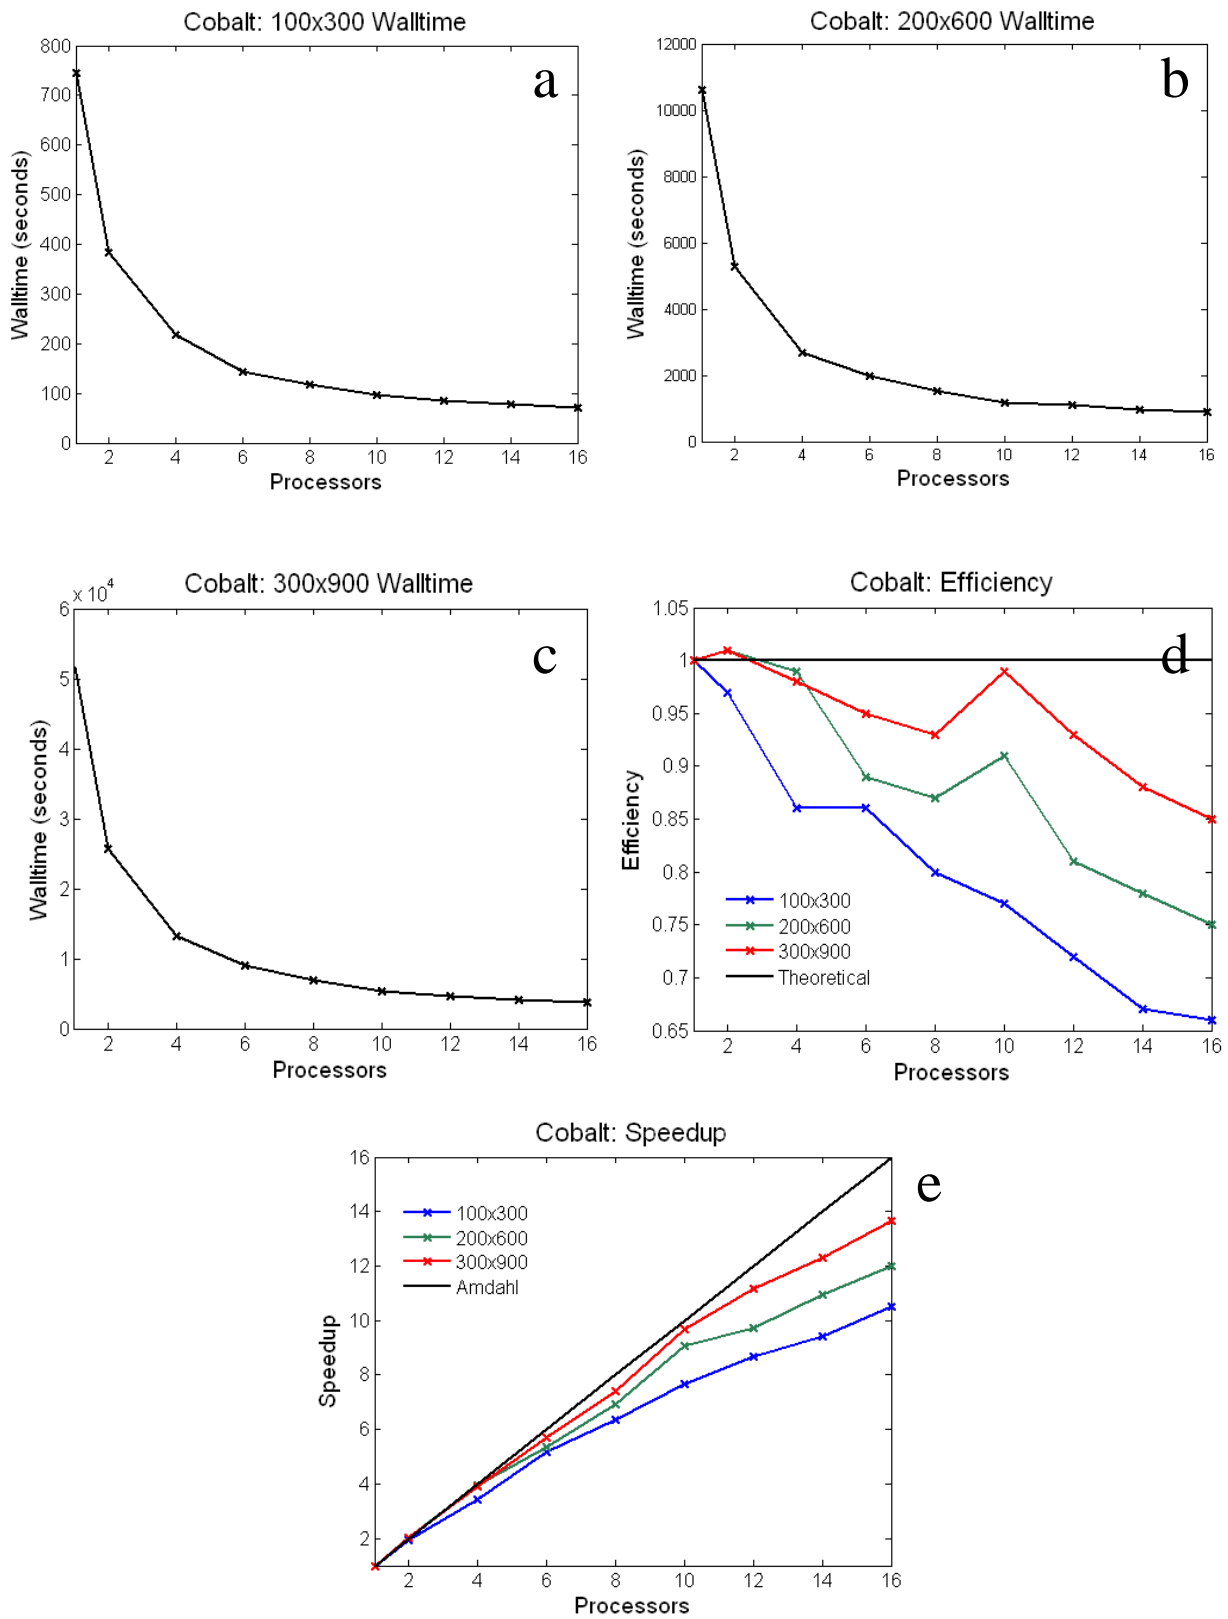 Cobalt: 100x300 Walltime
a
800
700
600
500
400
300
200
100
0
Walltime (seconds)
2 4 6 8 10 12 14 16
Processors
Cobalt: 200x600 Walltime
b
12000
10000
8000
6000
4000
2000
0
Walltime (seconds)
2 4 6 8 10 12 14 16
Processors
Cobalt: 300x900 Walltime
x 10⁴
c
6
5
4
3
2
1
0
Walltime (seconds)
2 4 6 8 10 12 14 16
Processors
Cobalt: Efficiency
d
1.05
1
0.95
0.9
0.85
0.8
0.75
0.7
0.65
Efficiency
100x300
200x600
300x900
Theoretical
2 4 6 8 10 12 14 16
Processors
Cobalt: Speedup
e
16
14
12
10
8
6
4
2
Speedup
100x300
200x600
300x900
Amdahl
2 4 6 8 10 12 14 16
Processors